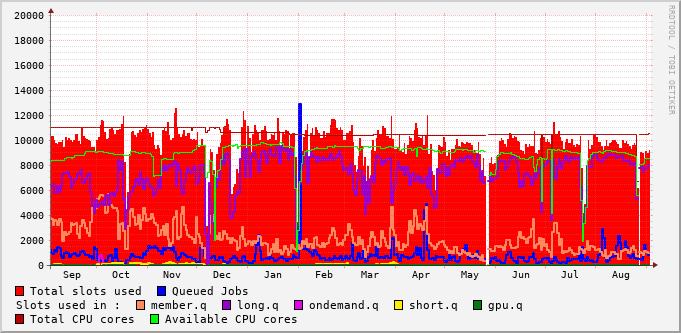 20000
18000
16000
14000
12000
10000
8000
6000
4000
2000
0
Sep Oct Nov Dec Jan Feb Mar Apr May Jun Jul Aug
Total slots used Queued Jobs
Slots used in : member.q long.q ondemand.q short.q gpu.q
Total CPU cores Available CPU cores
RRDTOOL / TOBI OETIKER